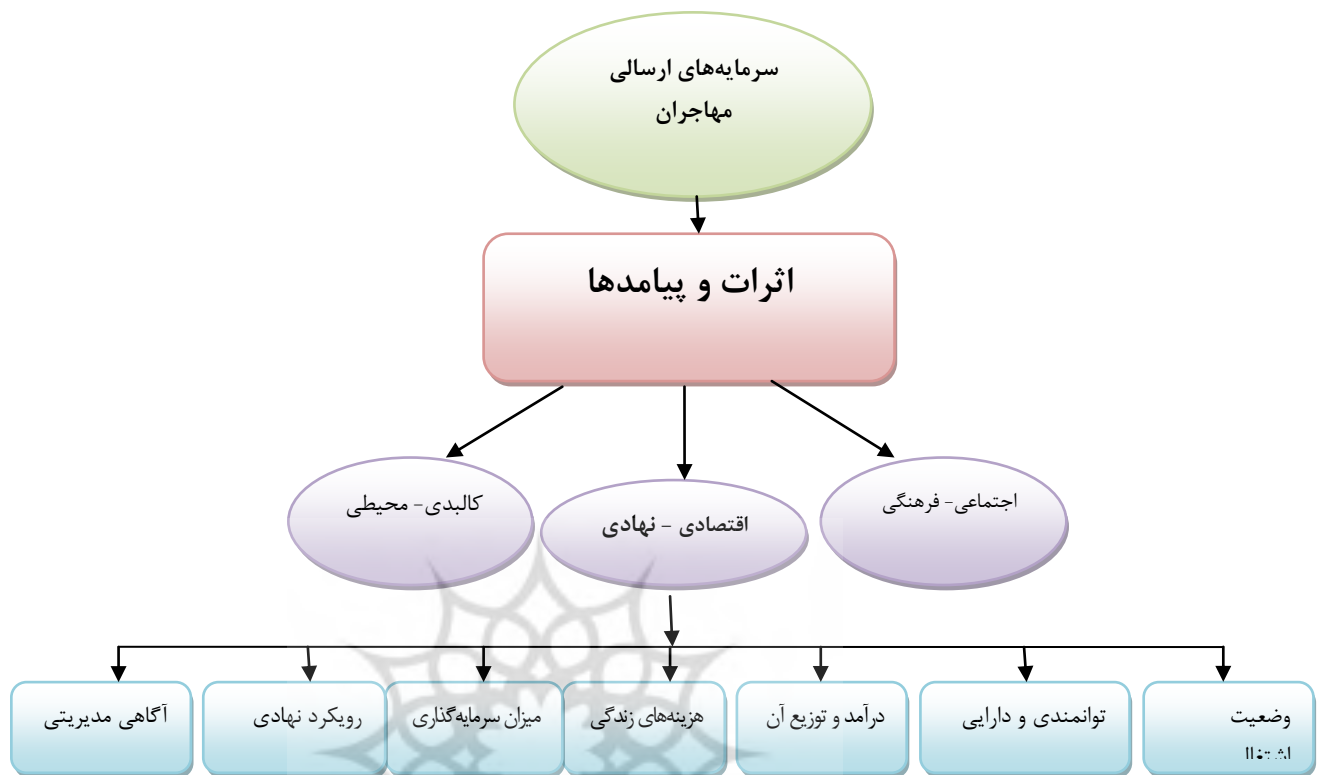 سرمایه‌های ارسالی
مهاجران
اثرات و پیامدها
اجتماعی- فرهنگی
اقتصادی - نهادی
کالبدی- محیطی
وضعیت
اشتغال
توانمندی و دارایی
درآمد و توزیع آن
هزینه‌های زندگی
میزان سرمایه‌گذاری
رویکرد نهادی
آگاهی مدیریتی